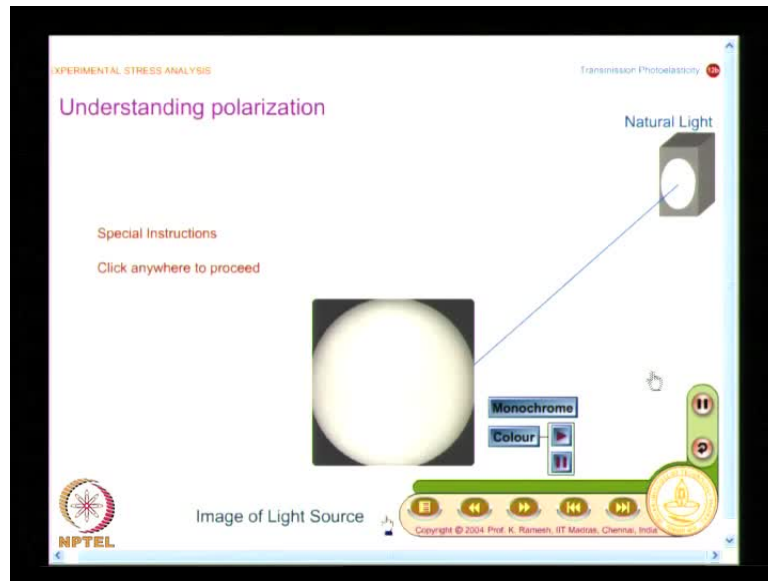 EXPERIMENTAL STRESS ANALYSIS
Transmission Photoelasticity 12b
Understanding polarization
Natural Light
Special Instructions
Click anywhere to proceed
Monochrome
Colour
Image of Light Source
Copyright © 2004 Prof. K. Ramesh, IIT Madras, Chennai, India
NPTEL